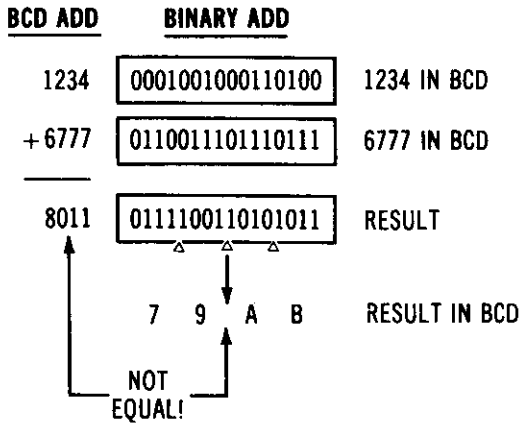 BCD ADD BINARY ADD
1234 0001001000110100 1234 IN BCD
+6777 0110011101110111 6777 IN BCD
8011 0111100110101011 RESULT
7 9 A B RESULT IN BCD
NOT
EQUAL!